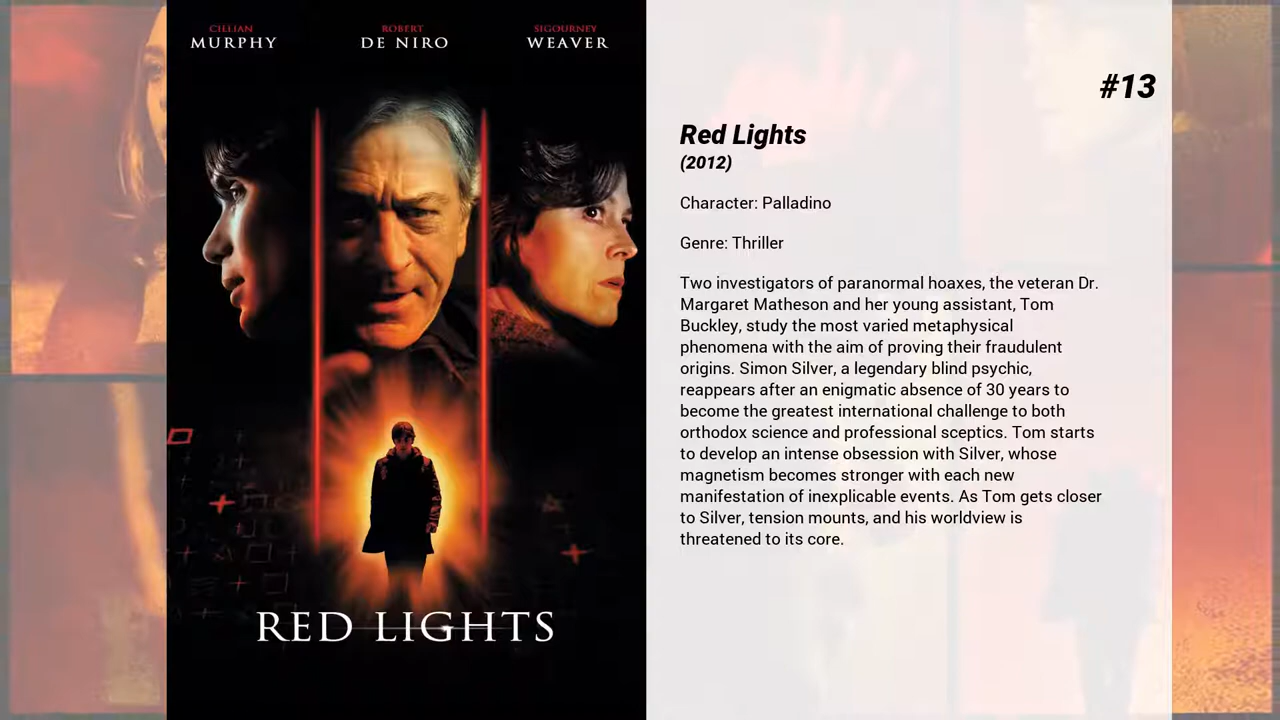 CILLIAN
MURPHY
ROBERT
DE NIRO
SIGOURNEY
WEAVER
RED LIGHTS
#13
Red Lights
(2012)
Character: Palladino
Genre: Thriller
Two investigators of paranormal hoaxes, the veteran Dr.
Margaret Matheson and her young assistant, Tom
Buckley, study the most varied metaphysical
phenomena with the aim of proving their fraudulent
origins. Simon Silver, a legendary blind psychic,
reappears after an enigmatic absence of 30 years to
become the greatest international challenge to both
orthodox science and professional sceptics. Tom starts
to develop an intense obsession with Silver, whose
magnetism becomes stronger with each new
manifestation of inexplicable events. As Tom gets closer
to Silver, tension mounts, and his worldview is
threatened to its core.